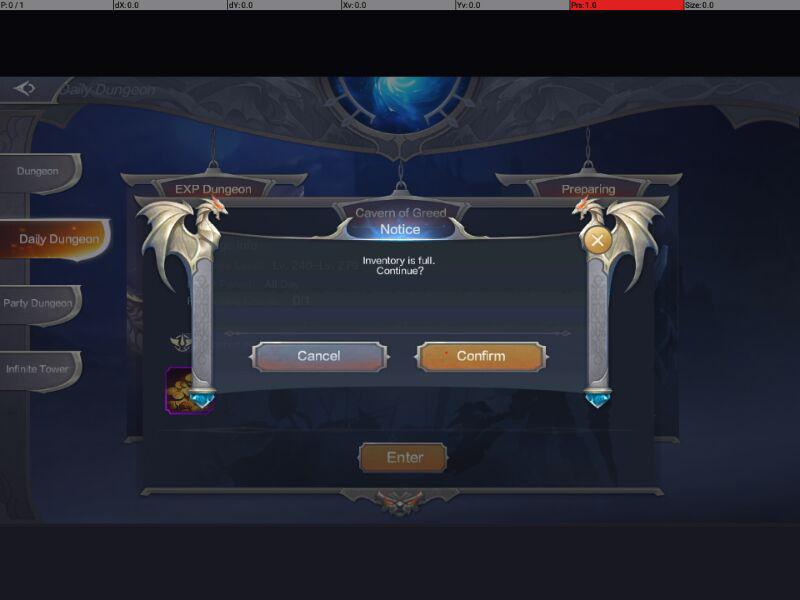 P: 0 / 1
dX: 0.0
dY: 0.0
Xv: 0.0
Yv: 0.0
Prs: 1.0
Size: 0.0
Daily Dungeon
Dungeon
EXP Dungeon
Preparing
Cavern of Greed
Notice
Daily Dungeon
Inventory is full.
Continue?
All Day
0/1
Party Dungeon
Cancel
Confirm
Infinite Tower
Enter